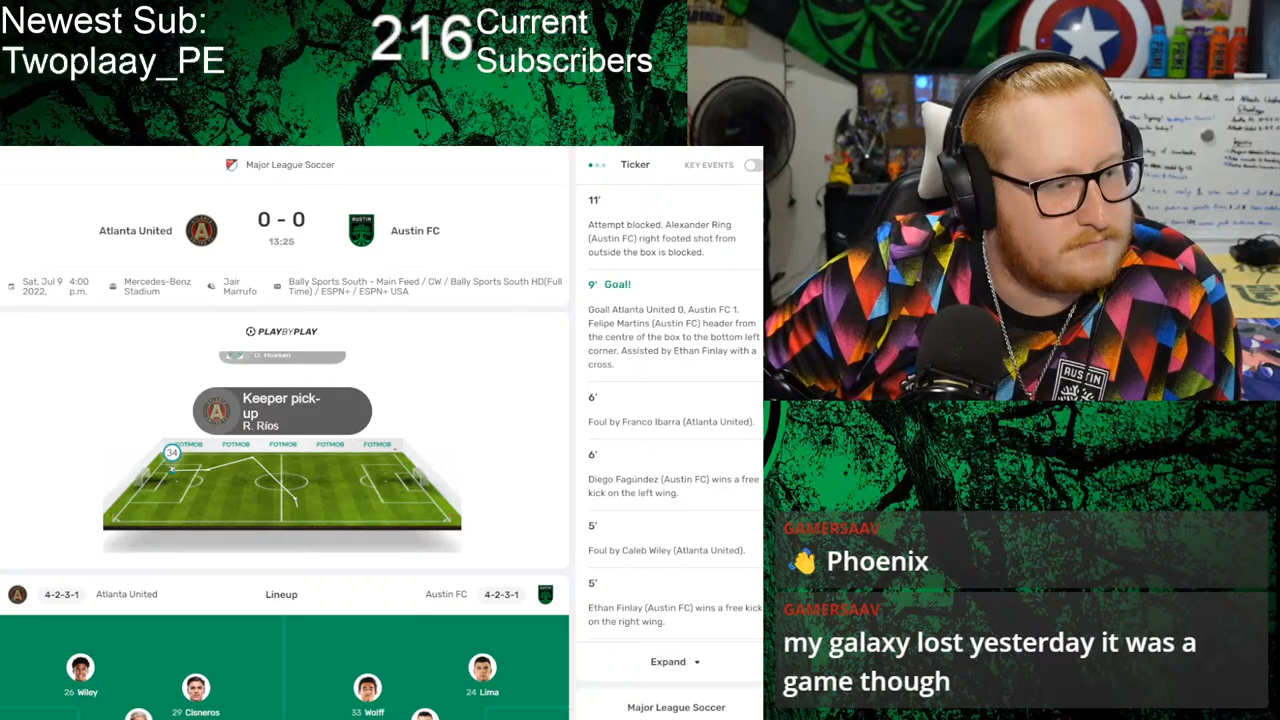 Newest Sub:
Twoplaay_PE
216
Current
Subscribers
Major League Soccer
Atlanta United
0 - 0
13:25
Austin FC
Sat, Jul 9
2022,
4:00
p.m.
Mercedes-Benz
Stadium
Jair
Marrufo
Bally Sports South - Main Feed / CW / Bally Sports South HD[Full
Time) / ESPN+ / ESPN USA
PLAYBYPLAY
Keeper pick-
up
R. Ríos
FOTMOB FOTMOB FOTMOB FOTMOB FOTMOB
34
4-2-3-1 Atlanta United
Lineup
Austin FC 4-2-3-1
26 Wiley
29 Cisneros
33 Wolff
24 Lima
Ticker
KEY EVENTS
11'
Attempt blocked. Alexander Ring
(Austin FC) right footed shot from
outside the box is blocked.
9' Goal!
Goal! Atlanta United 0, Austin FC 1.
Felipe Martins (Austin FC) header from
the centre of the box to the bottom left
corner. Assisted by Ethan Finlay with a
cross.
6'
Foul by Franco Ibarra (Atlanta United).
6'
Diego Fagúndez (Austin FC) wins a free
kick on the left wing.
5'
Foul by Caleb Wiley (Atlanta United).
5'
Ethan Finlay (Austin FC) wins a free kick
on the right wing.
Expand
Major League Soccer
AUSTIN
GAMERSAAV
Phoenix
GAMERSAAV
my galaxy lost yesterday it was a
game though